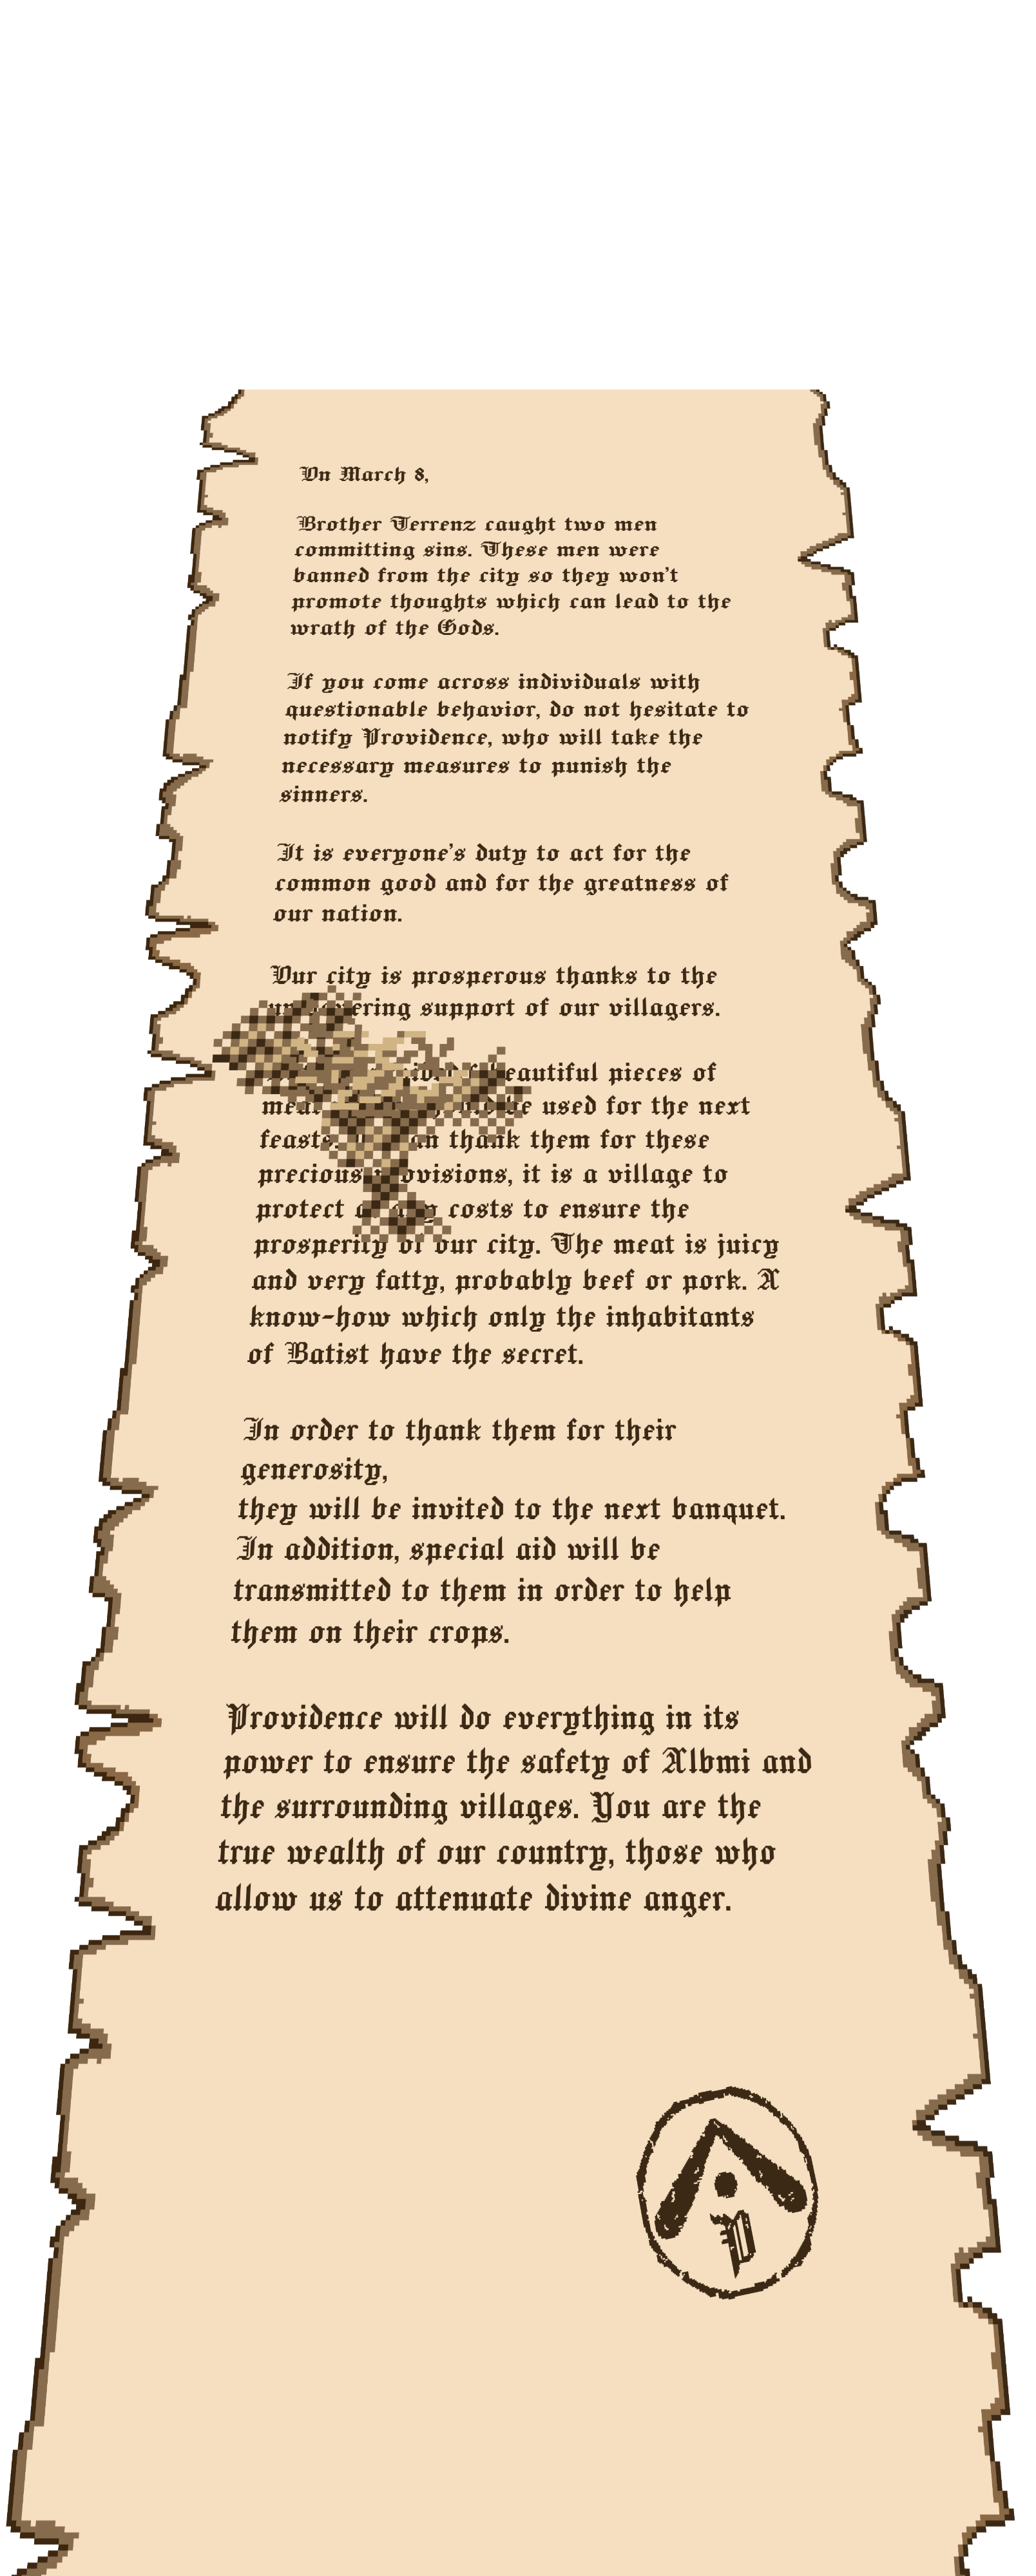 On March 8,
Brother Terrenz caught two men
committing sins. These men were
banned from the city so they won't
promote thoughts which can lead to the
wrath of the Gods.
If you come across individuals with
questionable behavior, do not hesitate to
notify Providence, who will take the
necessary measures to punish the
sinners.
It is everyone's duty to act for the
common good and for the greatness of
our nation.
Our city is prosperous thanks to the
support of our villagers.
beautiful pieces of
be used for the next
feasts. thank them for these
precious provisions, it is a village to
protect costs to ensure the
prosperity of our city. The meat is juicy
and very fatty, probably beef or pork. A
know-how which only the inhabitants
of Batist have the secret.
In order to thank them for their
generosity,
they will be invited to the next banquet.
In addition, special aid will be
transmitted to them in order to help
them on their crops.
Providence will do everything in its
power to ensure the safety of Albmi and
the surrounding villages. You are the
true wealth of our country, those who
allow us to attenuate divine anger.
P